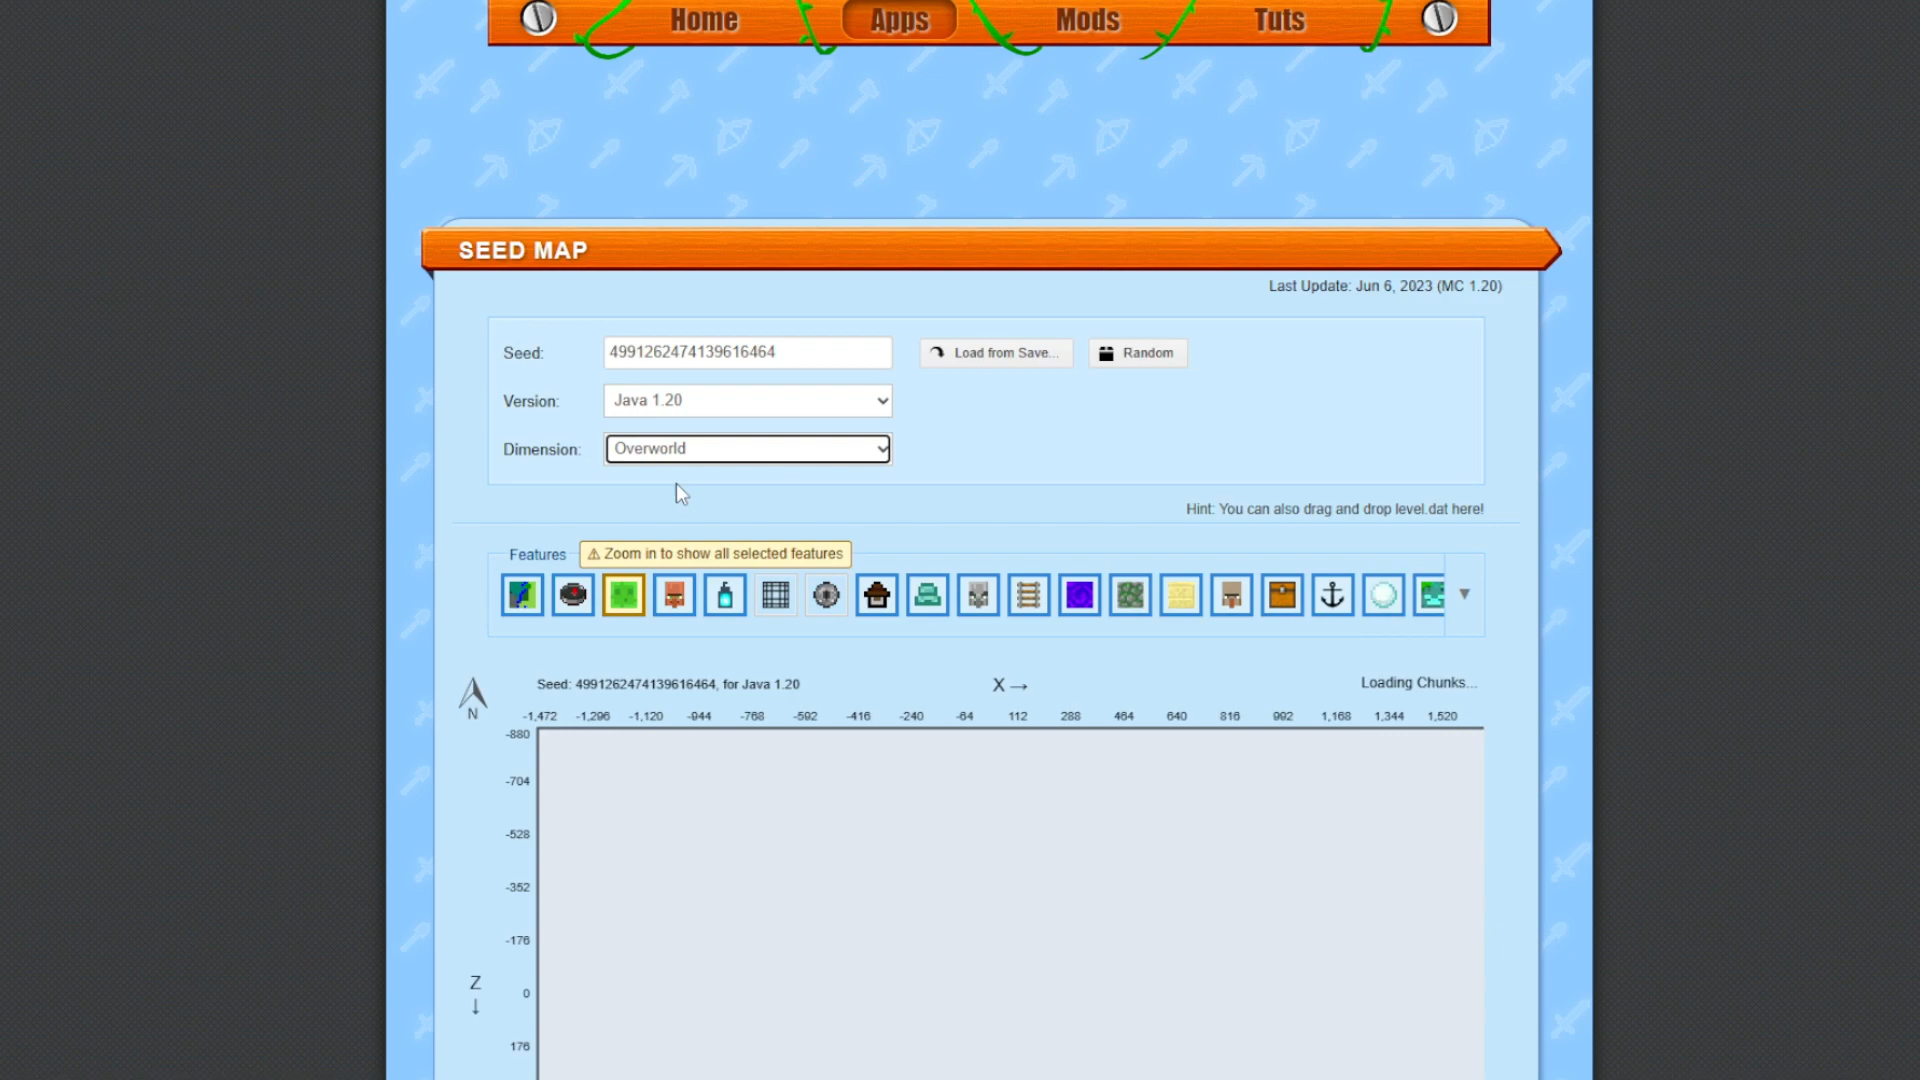 Home
Apps
Mods
Tuts
SEED MAP
Last Update: Jun 6, 2023 (MC 1.20)
Seed:
4991262474139616464
Load from Save...
Random
Version:
Java 1.20
Dimension:
Overworld
Hint: You can also drag and drop level.dat here!
Features
⚠ Zoom in to show all selected features
N
Seed: 4991262474139616464, for Java 1.20
X →
Loading Chunks...
-1,472 -1,296 -1,120 -944 -768 -592 -416 -240 -64 112 288 464 640 816 992 1,168 1,344 1,520
-880
-704
-528
-352
-176
Z
↓
0
176